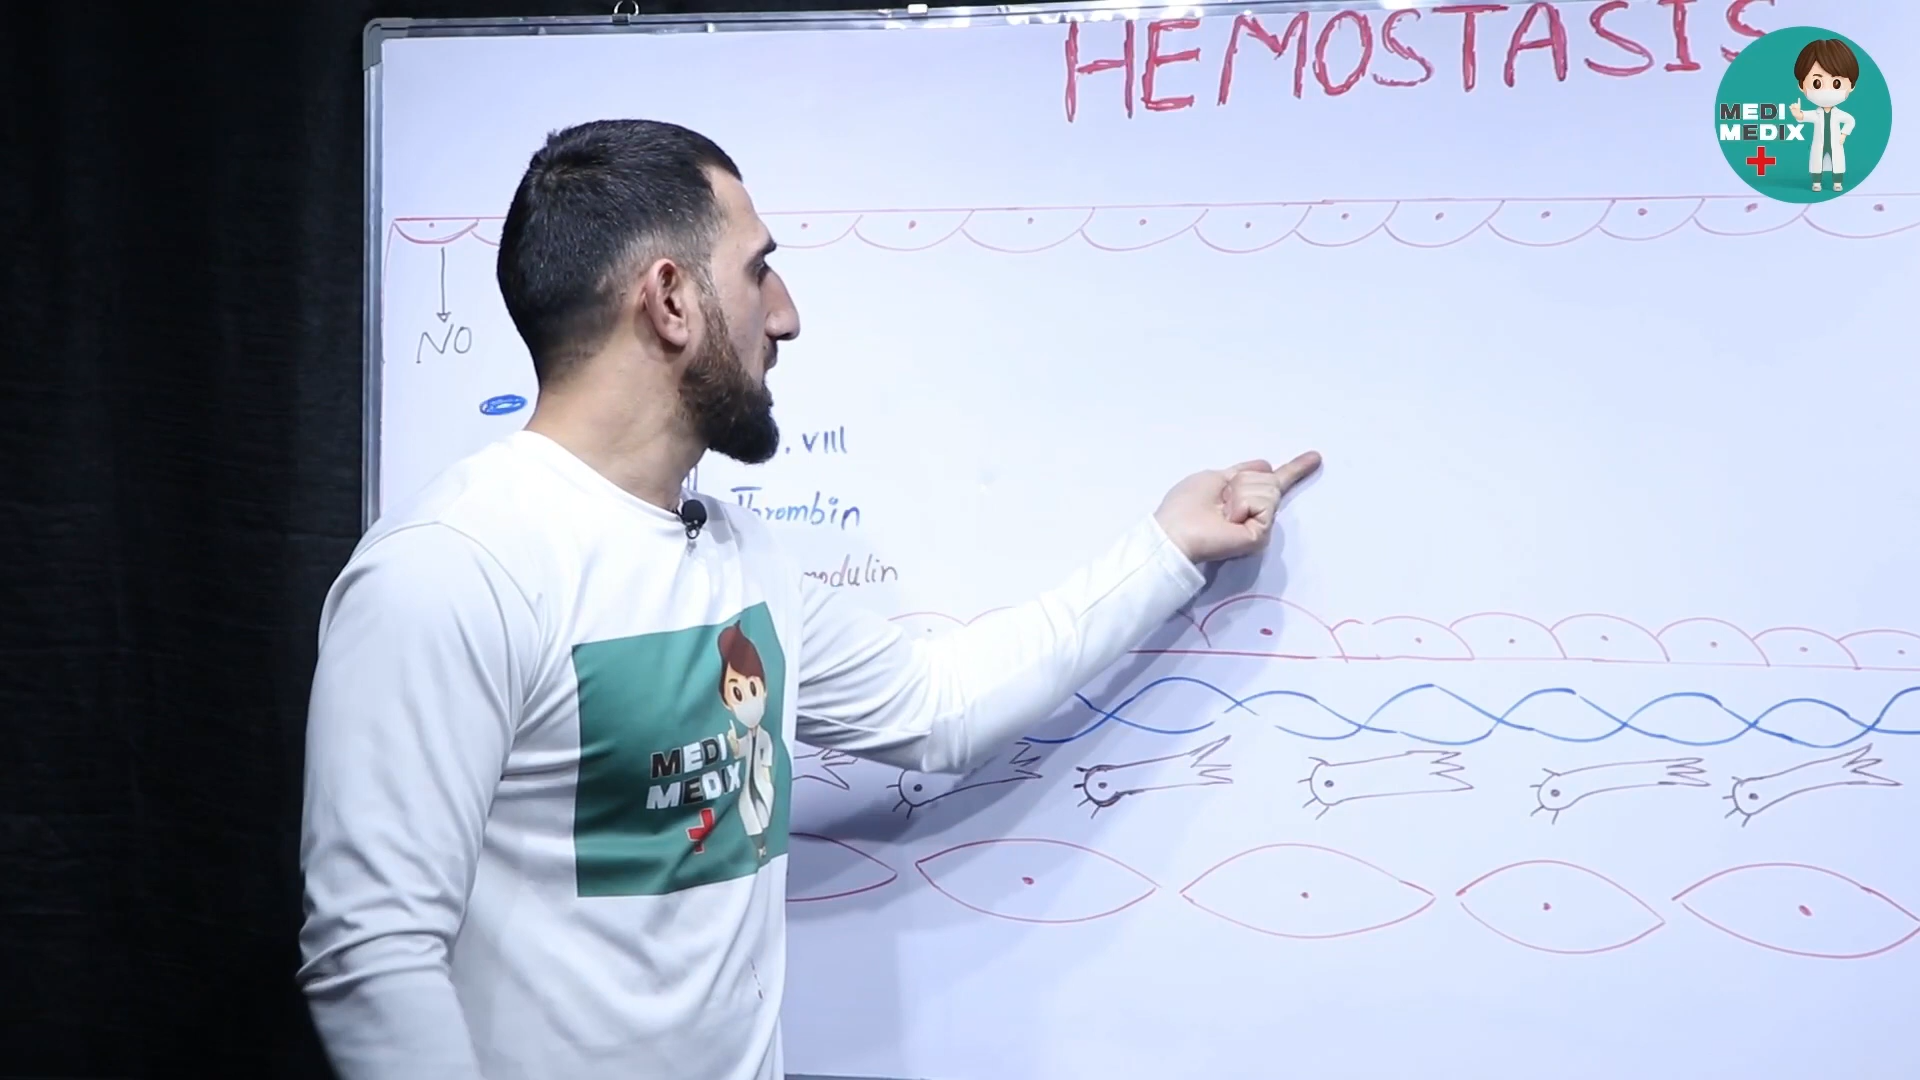 HEMOSTASIS
MEDI
MEDIX
NO
. VIII
Thrombin
modulin
MEDI
MEDIX